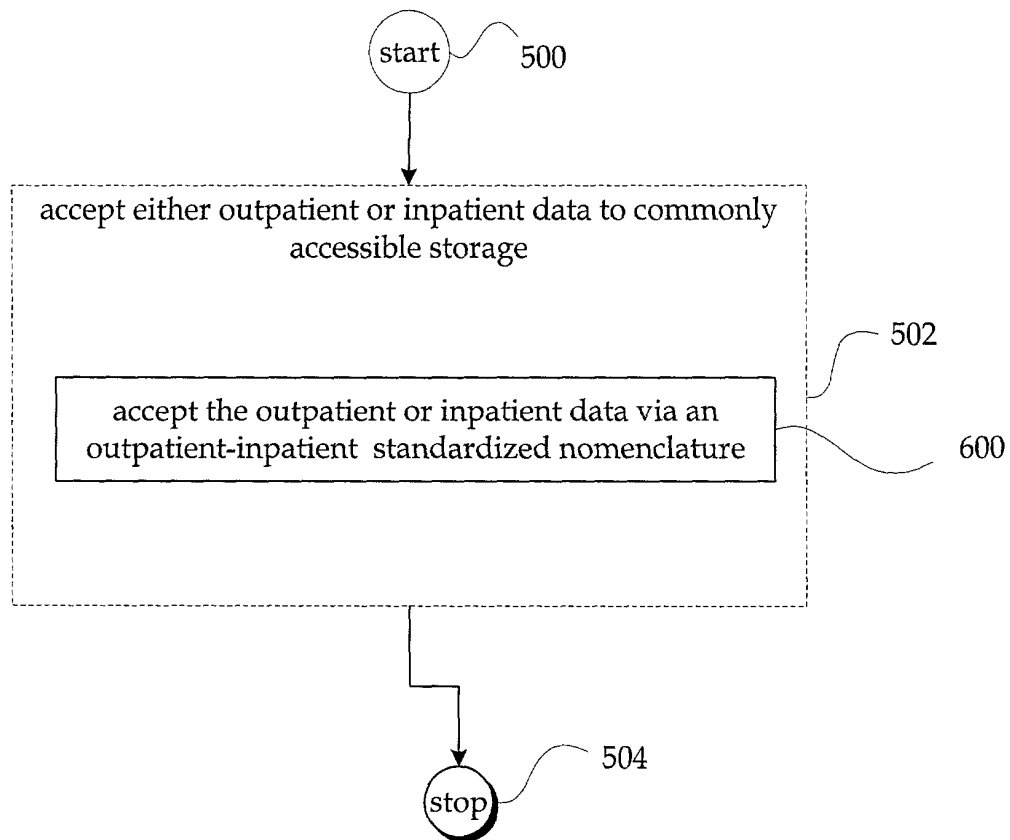 start
500
accept either outpatient or inpatient data to commonly
accessible storage
502
accept the outpatient or inpatient data via an
outpatient-inpatient standardized nomenclature
600
504
stop